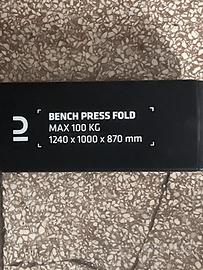 BENCH PRESS FOLD
MAX 100 KG
1240 x 1000 x 870 mm